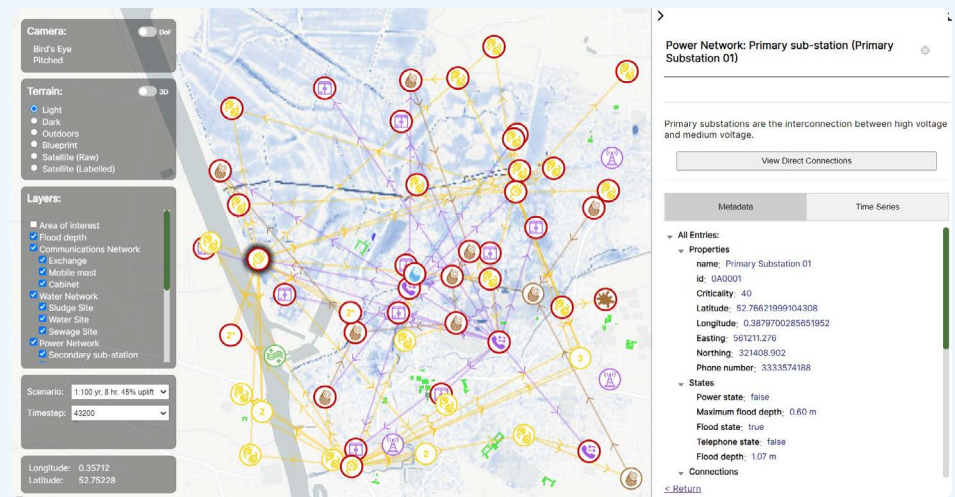 Camera:
DoF
Bird's Eye
Pitched
Terrain:
3D
Light
Dark
Outdoors
Blueprint
Satellite (Raw)
Satellite (Labelled)
Layers:
Area of interest
Flood depth
Communications Network
Exchange
Mobile mast
Cabinet
Water Network
Sludge Site
Water Site
Sewage Site
Power Network
Secondary sub-station
Scenario: 1:100 yr, 8 hr, 45% uplift
Timestep: 43200
Longitude: 0.35712
Latitude: 52.75228
2+
2+
3
2
2
Power Network: Primary sub-station (Primary
Substation 01)
Primary substations are the interconnection between high voltage
and medium voltage.
View Direct Connections
Metadata
Time Series
All Entries:
Properties
name: Primary Substation 01
id: 0A0001
Criticality: 40
Latitude: 52.76621999104308
Longitude: 0.3879700285651952
Easting: 561211.276
Northing: 321408.902
Phone number: 3333574188
States
Power state: false
Maximum flood depth: 0.60 m
Flood state: true
Telephone state: false
Flood depth: 1.07 m
Connections
< Return